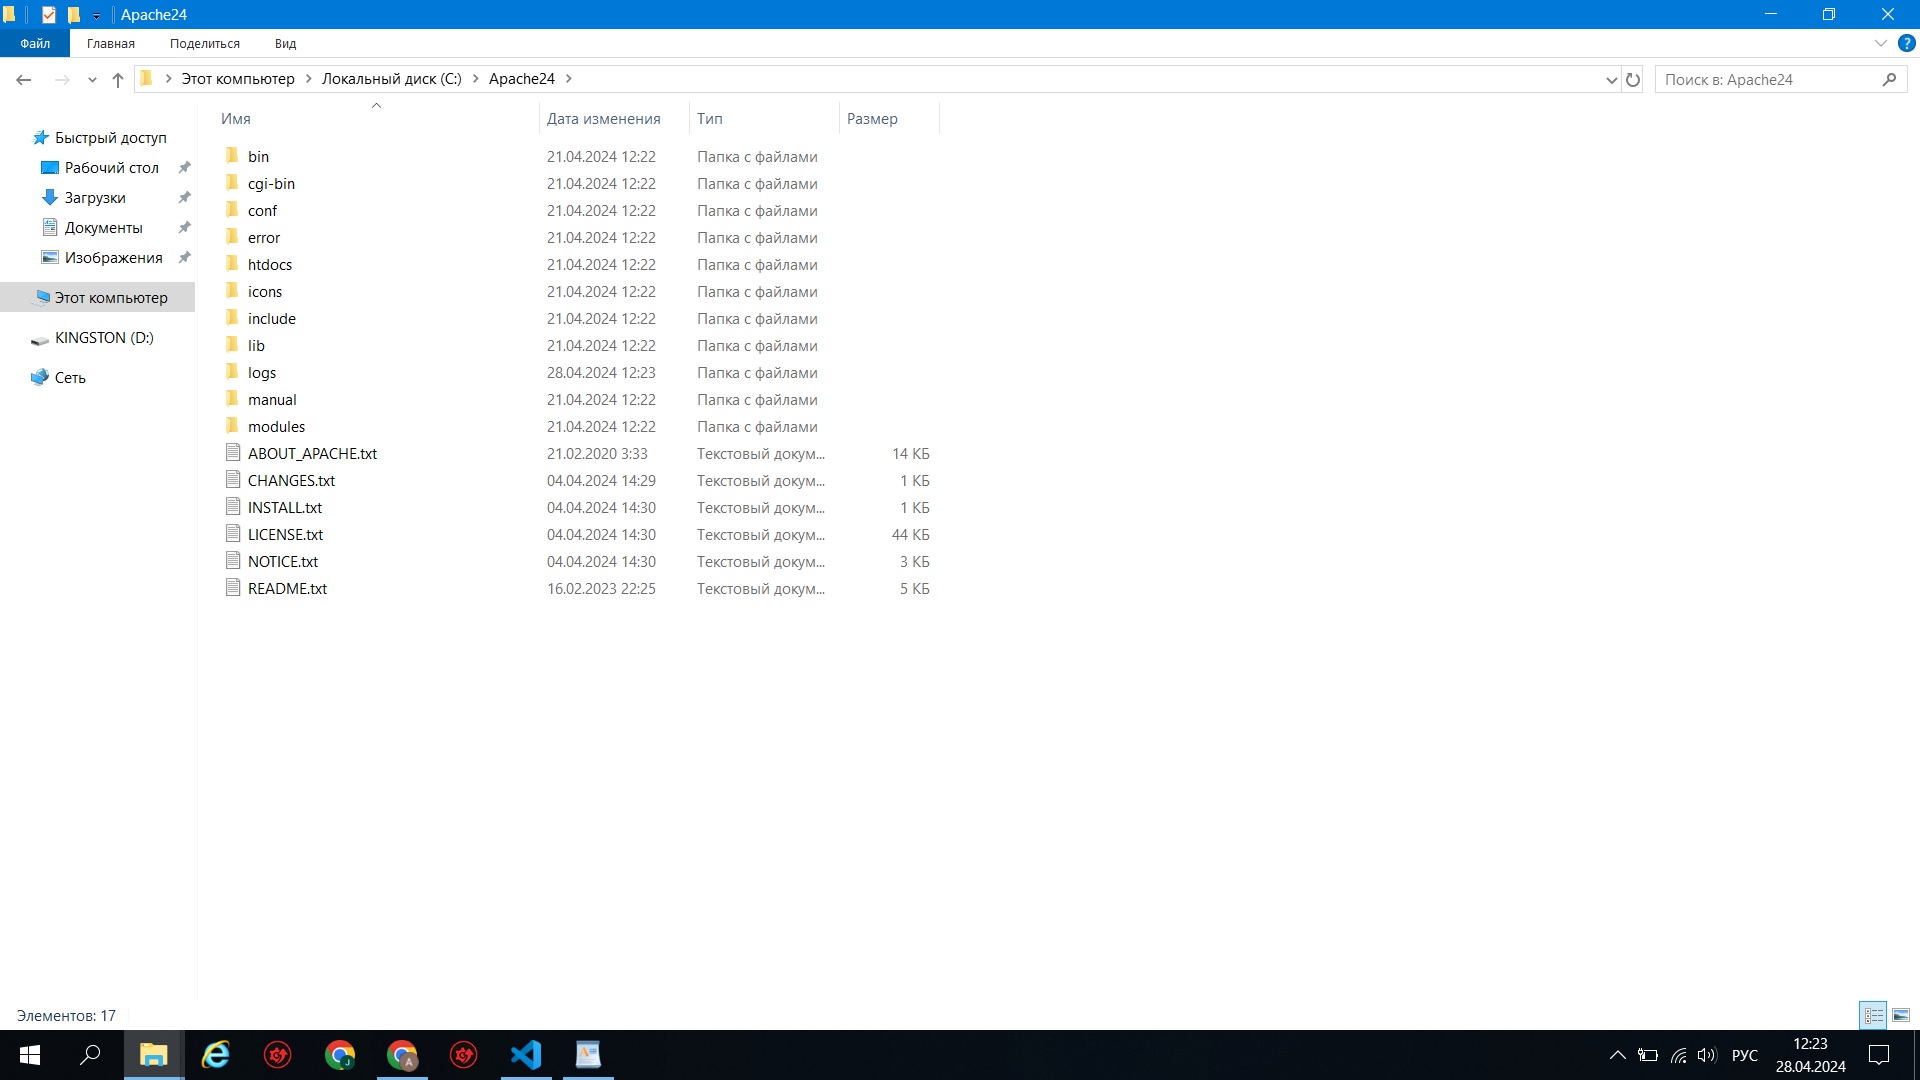 Apache24
Файл Главная Поделиться Вид
Этот компьютер Локальный диск (C:) Apache24 Поиск в: Apache24
Быстрый доступ
Рабочий стол
Загрузки
Документы
Изображения
Этот компьютер
KINGSTON (D:)
Сеть
Имя Дата изменения Тип Размер
bin 21.04.2024 12:22 Папка с файлами
cgi-bin 21.04.2024 12:22 Папка с файлами
conf 21.04.2024 12:22 Папка с файлами
error 21.04.2024 12:22 Папка с файлами
htdocs 21.04.2024 12:22 Папка с файлами
icons 21.04.2024 12:22 Папка с файлами
include 21.04.2024 12:22 Папка с файлами
lib 21.04.2024 12:22 Папка с файлами
logs 28.04.2024 12:23 Папка с файлами
manual 21.04.2024 12:22 Папка с файлами
modules 21.04.2024 12:22 Папка с файлами
ABOUT_APACHE.txt 21.02.2020 3:33 Текстовый докум... 14 КБ
CHANGES.txt 04.04.2024 14:29 Текстовый докум... 1 КБ
INSTALL.txt 04.04.2024 14:30 Текстовый докум... 1 КБ
LICENSE.txt 04.04.2024 14:30 Текстовый докум... 44 КБ
NOTICE.txt 04.04.2024 14:30 Текстовый докум... 3 КБ
README.txt 16.02.2023 22:25 Текстовый докум... 5 КБ
Элементов: 17
РУС
12:23
28.04.2024